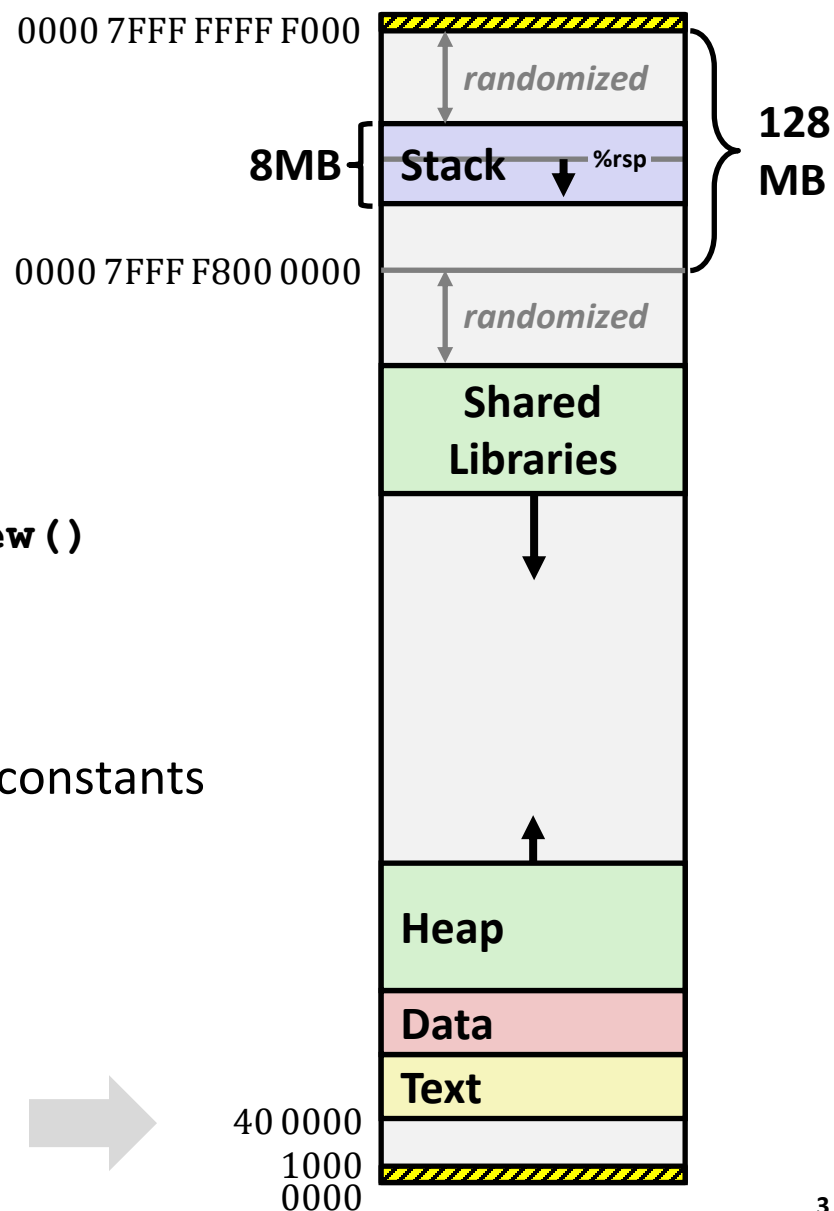 0000 7FFF FFFF F000
randomized
128
MB
8MB
Stack
%rsp
0000 7FFF F800 0000
randomized
Shared
Libraries
ew()
constants
Heap
Data
Text
40 0000
1000
0000
3